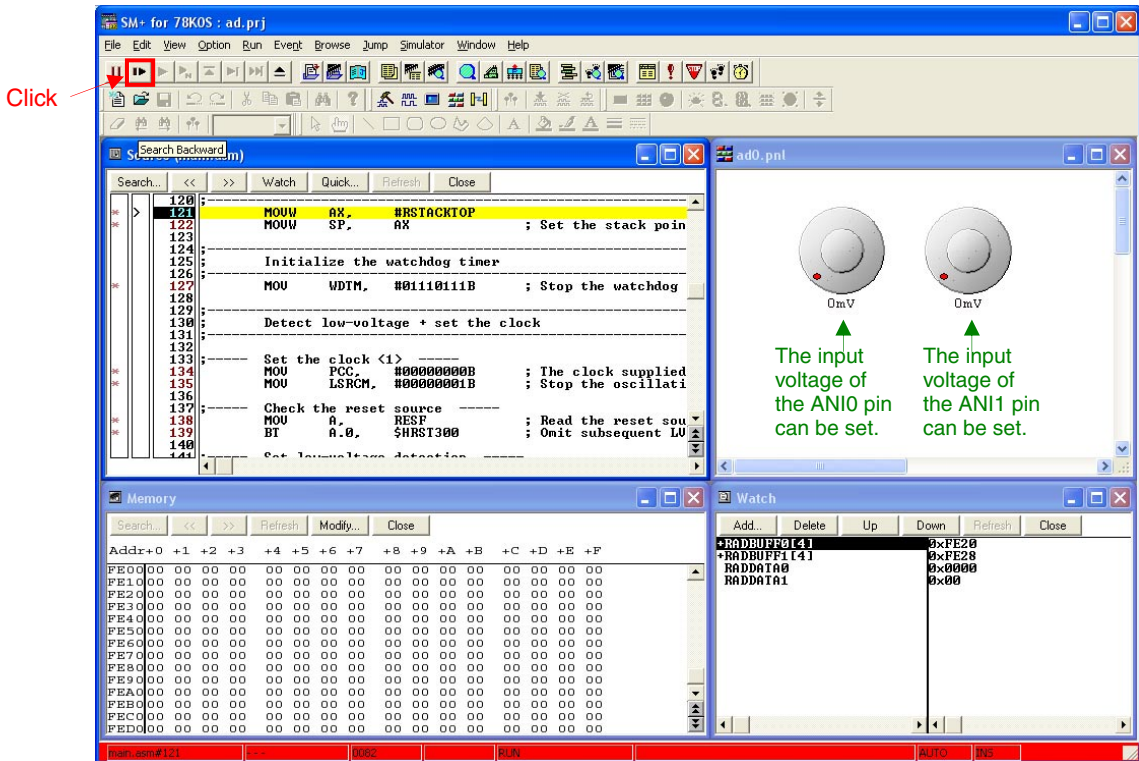 SM+ for 78K0S : ad.prj
File Edit View Option Run Event Browse Jump Simulator Window Help
Click
Search Backward
Search... << >> Watch Quick... Refresh Close
120 ;
121 MOVW AX, #RSTACKTOP
122 MOVW SP, AX ; Set the stack poin
123
124 ;
125 ; Initialize the watchdog timer
126 ;
127 MOV WDTM, #01110111B ; Stop the watchdog
128
129 ;
130 ; Detect low-voltage + set the clock
131 ;
132
133 ;----- Set the clock <1> -----
134 MOV PCC, #00000000B ; The clock supplied
135 MOV LSRCM, #00000001B ; Stop the oscillati
136
137 ;----- Check the reset source -----
138 MOV A, RESF ; Read the reset sou
139 BT A.0, $HRST300 ; Omit subsequent LV
140
141 ;----- Set low-voltage detection -----
ad0.pnl
0mV 0mV
The input voltage of the ANI0 pin can be set.
The input voltage of the ANI1 pin can be set.
Memory
Search... << >> Refresh Modify... Close
Addr +0 +1 +2 +3 +4 +5 +6 +7 +8 +9 +A +B +C +D +E +F
FE00 00 00 00 00 00 00 00 00 00 00 00 00 00 00 00 00
FE10 00 00 00 00 00 00 00 00 00 00 00 00 00 00 00 00
FE20 00 00 00 00 00 00 00 00 00 00 00 00 00 00 00 00
FE30 00 00 00 00 00 00 00 00 00 00 00 00 00 00 00 00
FE40 00 00 00 00 00 00 00 00 00 00 00 00 00 00 00 00
FE50 00 00 00 00 00 00 00 00 00 00 00 00 00 00 00 00
FE60 00 00 00 00 00 00 00 00 00 00 00 00 00 00 00 00
FE70 00 00 00 00 00 00 00 00 00 00 00 00 00 00 00 00
FE80 00 00 00 00 00 00 00 00 00 00 00 00 00 00 00 00
FE90 00 00 00 00 00 00 00 00 00 00 00 00 00 00 00 00
FEA0 00 00 00 00 00 00 00 00 00 00 00 00 00 00 00 00
FEB0 00 00 00 00 00 00 00 00 00 00 00 00 00 00 00 00
FEC0 00 00 00 00 00 00 00 00 00 00 00 00 00 00 00 00
FED0 00 00 00 00 00 00 00 00 00 00 00 00 00 00 00 00
Watch
Add... Delete Up Down Refresh Close
+RADBUFF0[4] 0xFE20
+RADBUFF1[4] 0xFE28
RADDATA0 0x0000
RADDATA1 0x00
main.asm#121 --- 0082 RUN AUTO INS